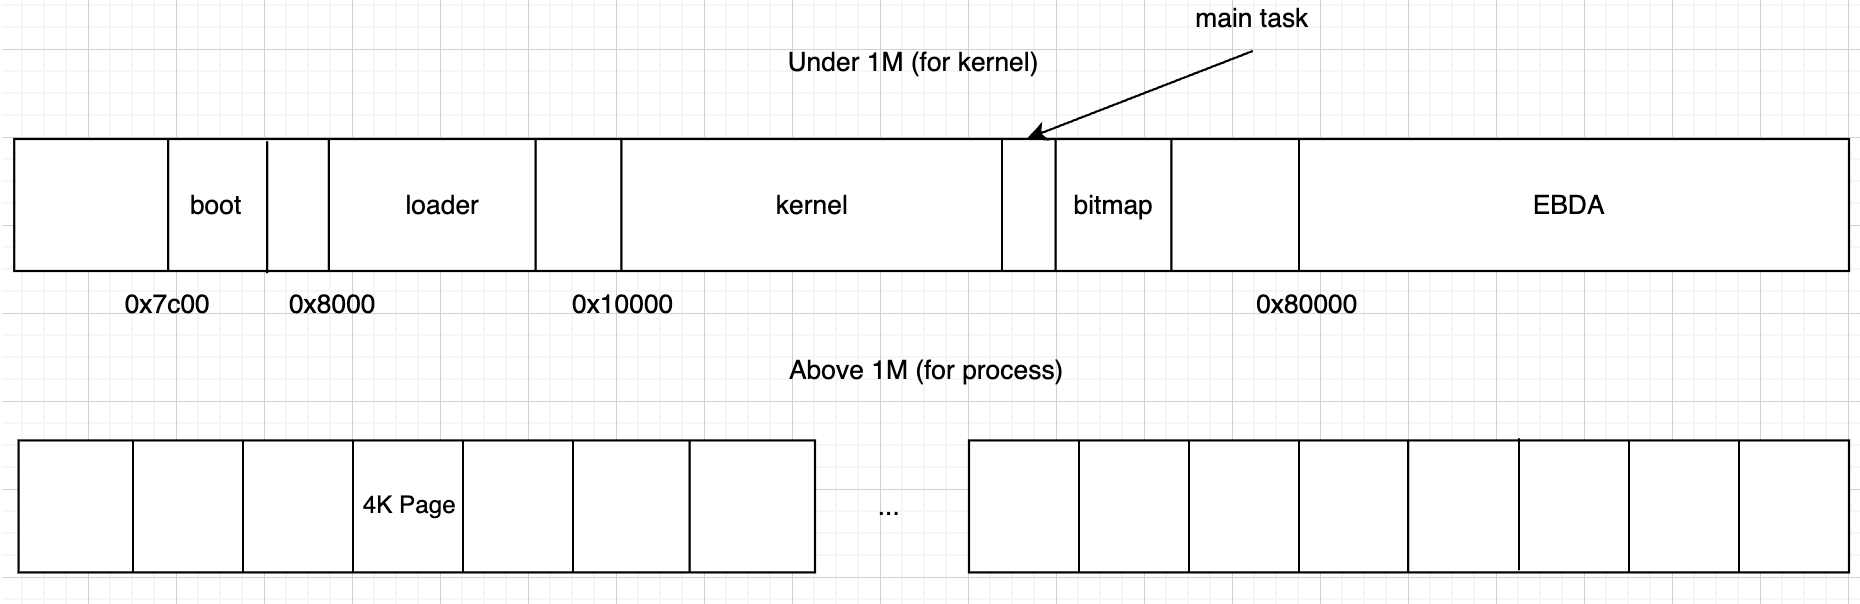 main task
Under 1M (for kernel)
boot
loader
kernel
bitmap
EBDA
0x7c00
0x8000
0x10000
0x80000
Above 1M (for process)
4K Page
...